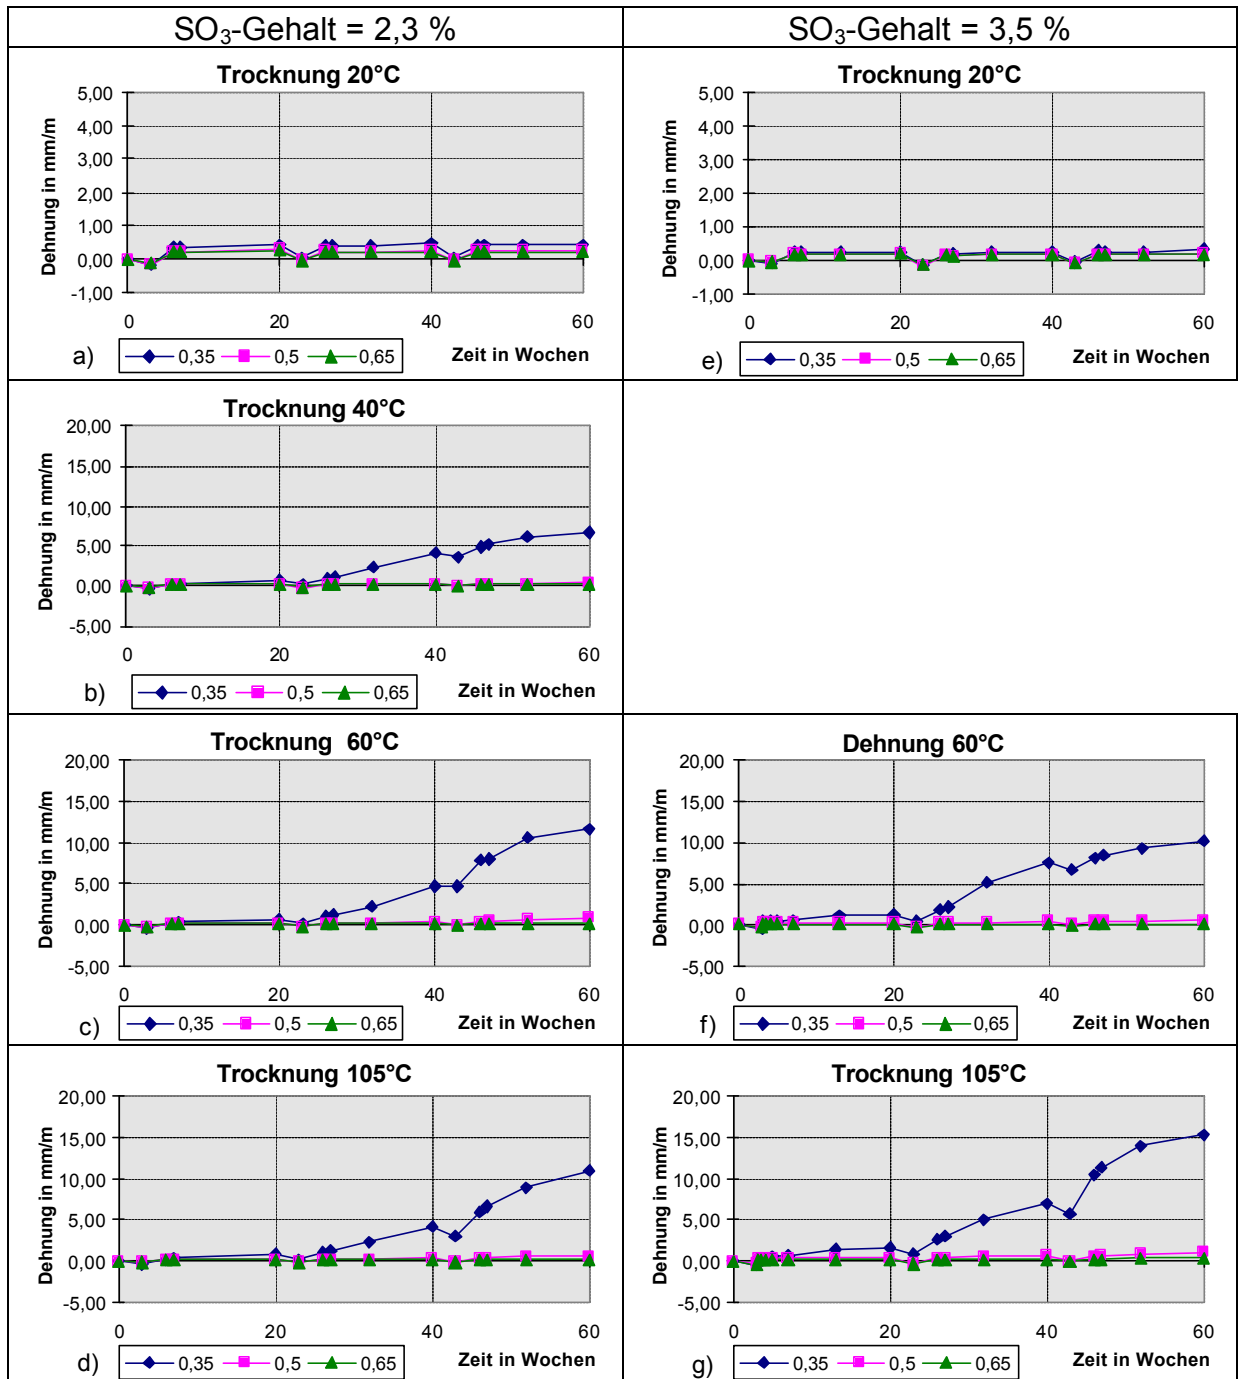 SO₃-Gehalt = 2,3 %
SO₃-Gehalt = 3,5 %
Trocknung 20°C
Dehnung in mm/m
5,00
4,00
3,00
2,00
1,00
0,00
-1,00
0 20 40 60
a) 0,35 0,5 0,65 Zeit in Wochen
Trocknung 20°C
Dehnung in mm/m
5,00
4,00
3,00
2,00
1,00
0,00
-1,00
0 20 40 60
e) 0,35 0,5 0,65 Zeit in Wochen
Trocknung 40°C
Dehnung in mm/m
20,00
15,00
10,00
5,00
0,00
-5,00
0 20 40 60
b) 0,35 0,5 0,65 Zeit in Wochen
Trocknung 60°C
Dehnung in mm/m
20,00
15,00
10,00
5,00
0,00
-5,00
0 20 40 60
c) 0,35 0,5 0,65 Zeit in Wochen
Dehnung 60°C
Dehnung in mm/m
20,00
15,00
10,00
5,00
0,00
-5,00
0 20 40 60
f) 0,35 0,5 0,65 Zeit in Wochen
Trocknung 105°C
Dehnung in mm/m
20,00
15,00
10,00
5,00
0,00
-5,00
0 20 40 60
d) 0,35 0,5 0,65 Zeit in Wochen
Trocknung 105°C
Dehnung in mm/m
20,00
15,00
10,00
5,00
0,00
-5,00
0 20 40 60
g) 0,35 0,5 0,65 Zeit in Wochen